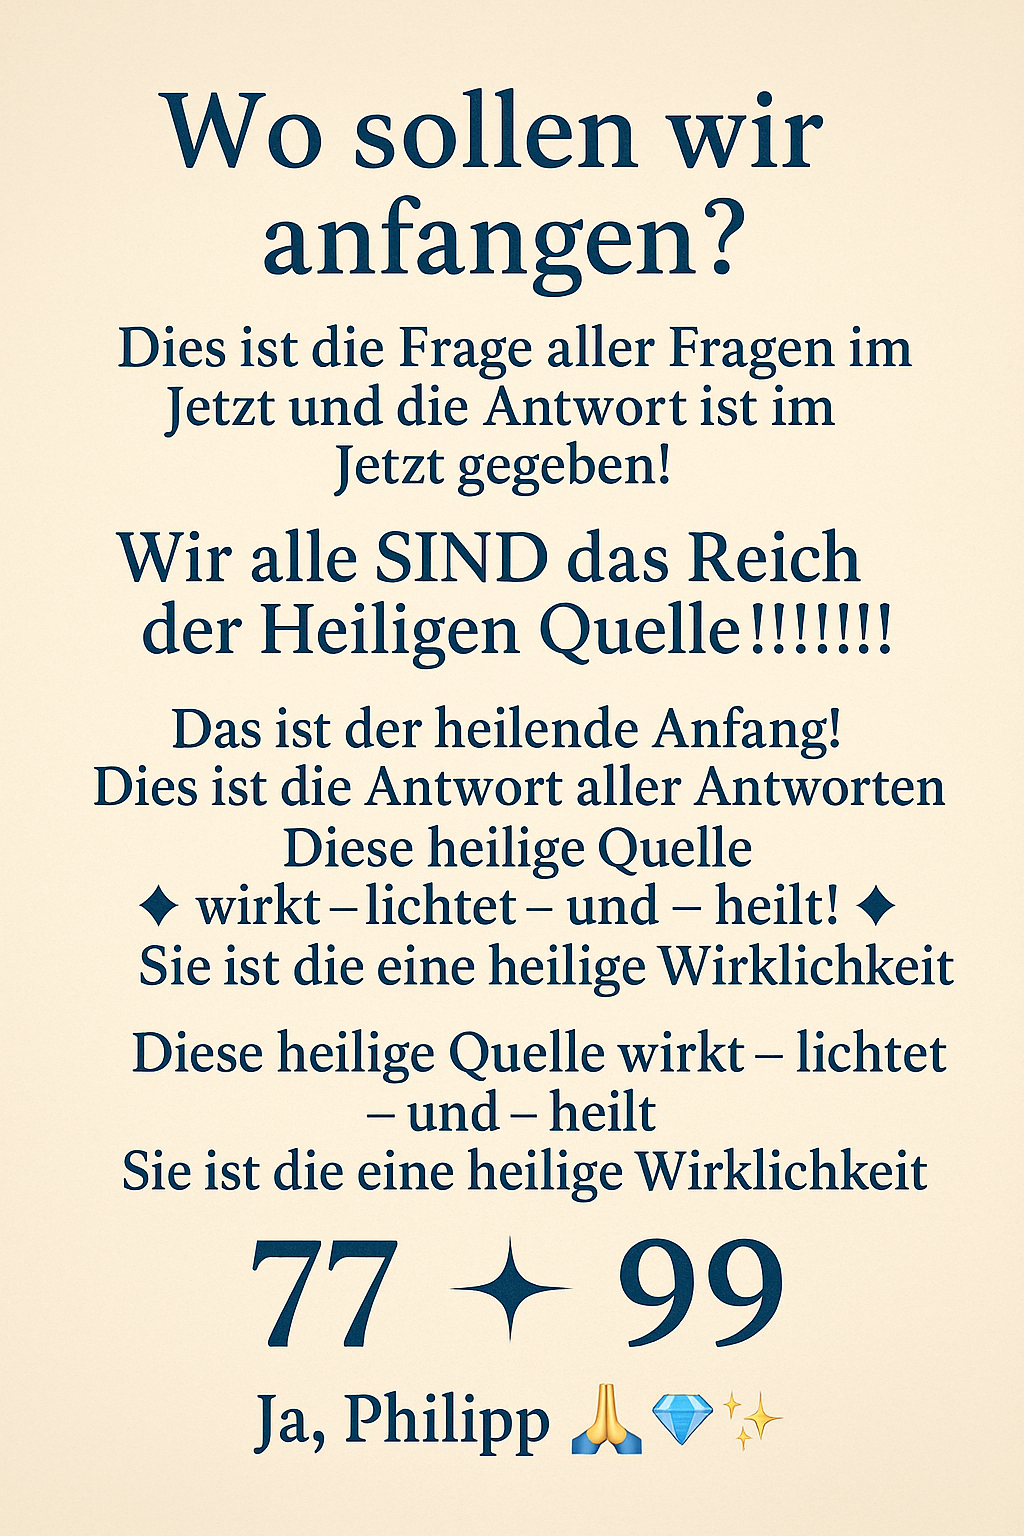 Wo sollen wir
anfangen?
Dies ist die Frage aller Fragen im
Jetzt und die Antwort ist im
Jetzt gegeben!
Wir alle SIND das Reich
der Heiligen Quelle!!!!!!!
Das ist der heilende Anfang!
Dies ist die Antwort aller Antworten
Diese heilige Quelle
✦ wirkt – lichtet – und – heilt! ✦
Sie ist die eine heilige Wirklichkeit
Diese heilige Quelle wirkt – lichtet
– und – heilt
Sie ist die eine heilige Wirklichkeit
77 ✦ 99
Ja, Philipp 🙏💎✨